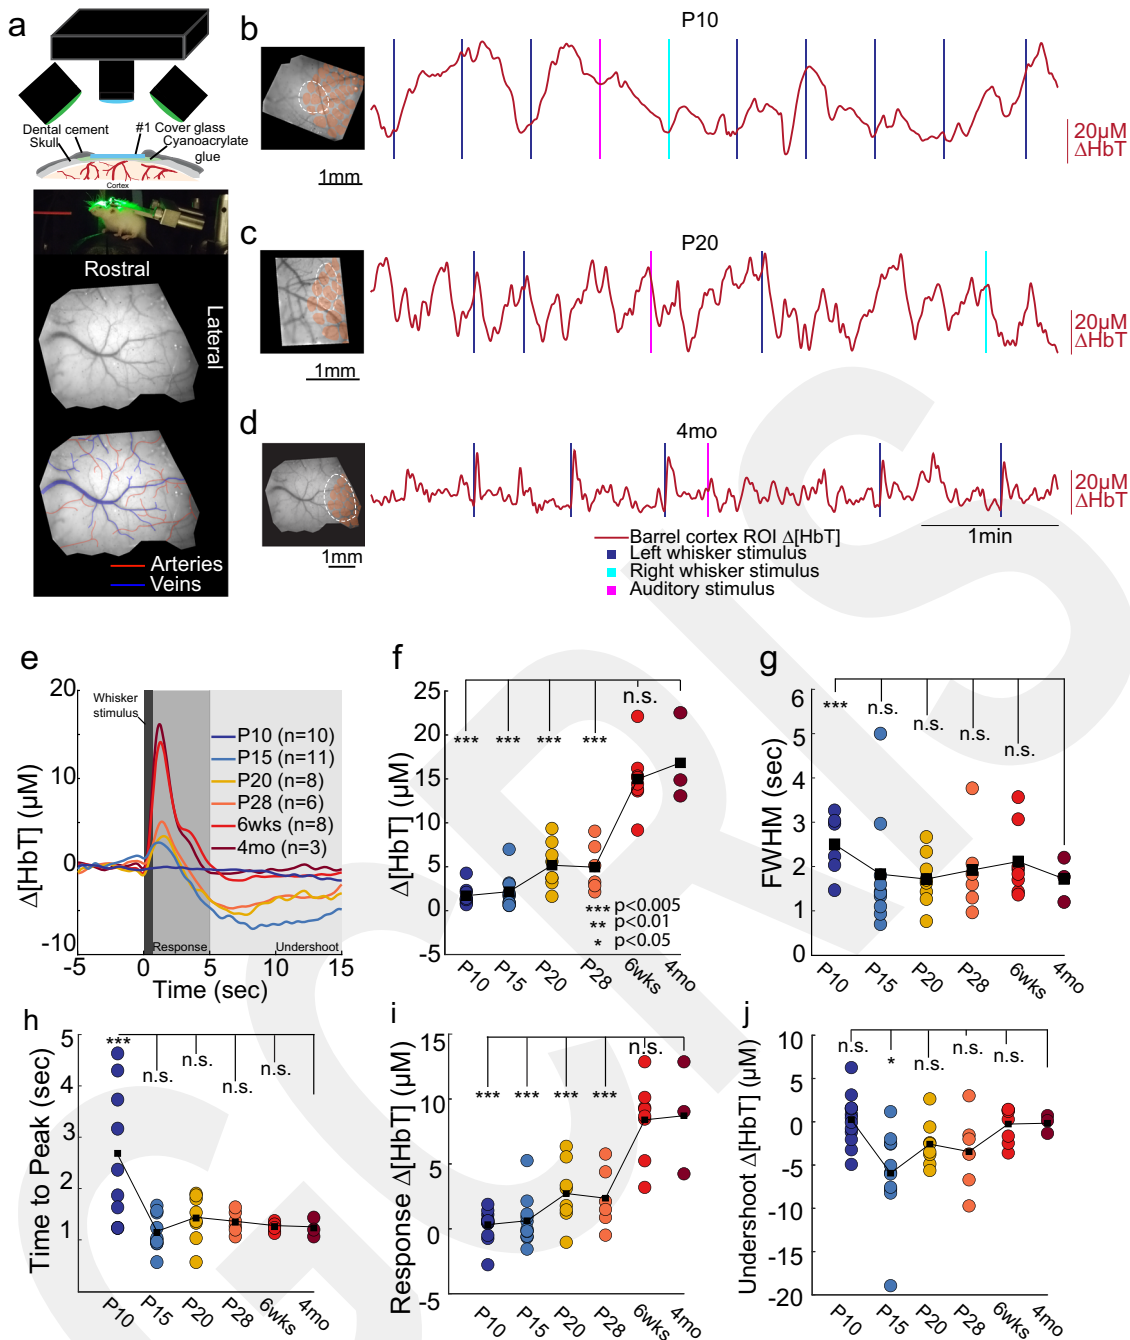 a
Dental cement
Skull
#1 Cover glass
Cyanoacrylate
glue
Cortex
Rostral
Lateral
Arteries
Veins
b
P10
1mm
20µM
ΔHbT
c
P20
1mm
20µM
ΔHbT
d
4mo
1mm
20µM
ΔHbT
1min
Barrel cortex ROI Δ[HbT]
Left whisker stimulus
Right whisker stimulus
Auditory stimulus
e
Δ[HbT] (µM)
20
10
0
-10
Whisker
stimulus
P10 (n=10)
P15 (n=11)
P20 (n=8)
P28 (n=6)
6wks (n=8)
4mo (n=3)
Response
Undershoot
-5 0 5 10 15
Time (sec)
f
Δ[HbT] (µM)
25
20
15
10
5
0
-5
*** *** *** *** n.s.
*** p<0.005
** p<0.01
* p<0.05
P10 P15 P20 P28 6wks 4mo
g
FWHM (sec)
6
5
4
3
2
1
0
*** n.s. n.s. n.s. n.s.
P10 P15 P20 P28 6wks 4mo
h
Time to Peak (sec)
5
4
3
2
1
*** n.s. n.s. n.s. n.s.
P10 P15 P20 P28 6wks 4mo
i
Response Δ[HbT] (µM)
15
10
5
0
-5
*** *** *** *** n.s.
P10 P15 P20 P28 6wks 4mo
j
Undershoot Δ[HbT] (µM)
10
5
0
-5
-10
-15
-20
n.s. * n.s. n.s. n.s.
P10 P15 P20 P28 6wks 4mo